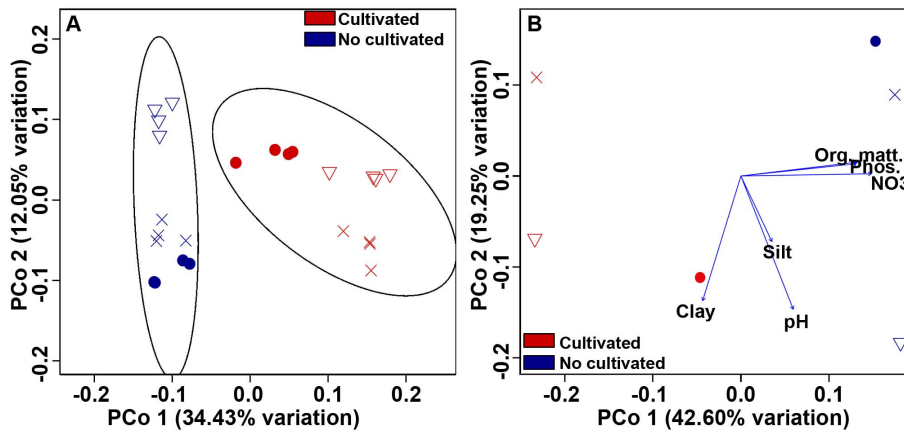 A
Cultivated
No cultivated
0.2
0.1
0.0
-0.1
-0.2
PCo 2 (12.05% variation)
-0.2 -0.1 0.0 0.1 0.2
PCo 1 (34.43% variation)
B
0.1
0.0
-0.1
-0.2
PCo 2 (19.25% variation)
Org. matt.
Phos.
NO3
Silt
Clay
pH
Cultivated
No cultivated
-0.2 -0.1 0.0 0.1
PCo 1 (42.60% variation)